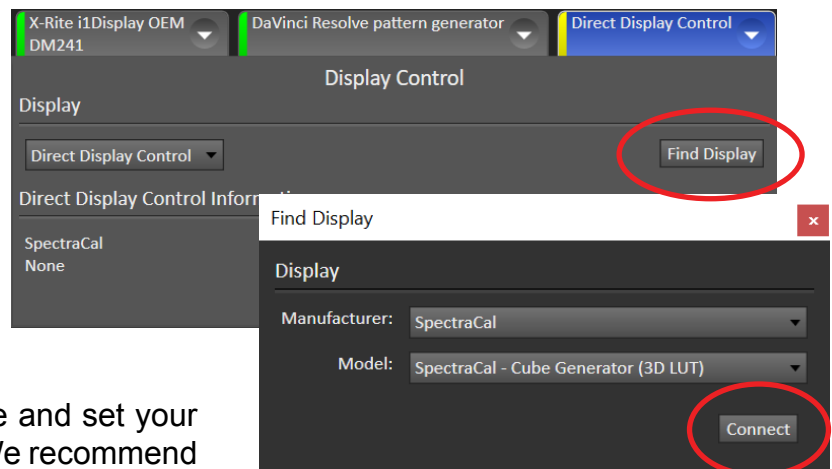 X-Rite i1Display OEM DaVinci Resolve pattern generator Direct Display Control
DM241
Display Control
Display
Direct Display Control Find Display
Direct Display Control
Find Display
SpectraCal
None
Display
Manufacturer: SpectraCal
Model: SpectraCal - Cube Generator (3D LUT)
and set your
Connect
We recommend